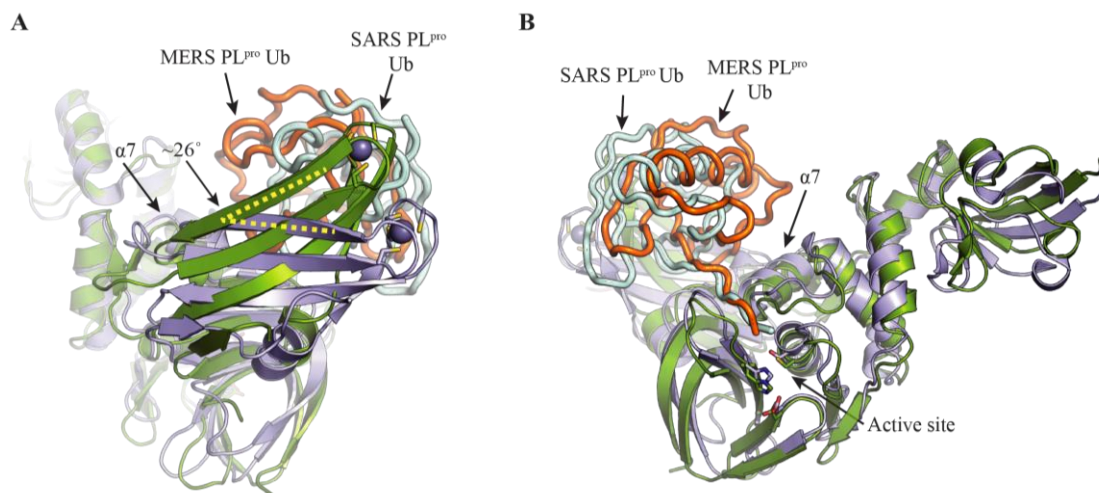 A
MERS PLpro Ub
SARS PLpro
Ub
α7
~26°
B
SARS PLpro Ub
MERS PLpro
Ub
α7
Active site